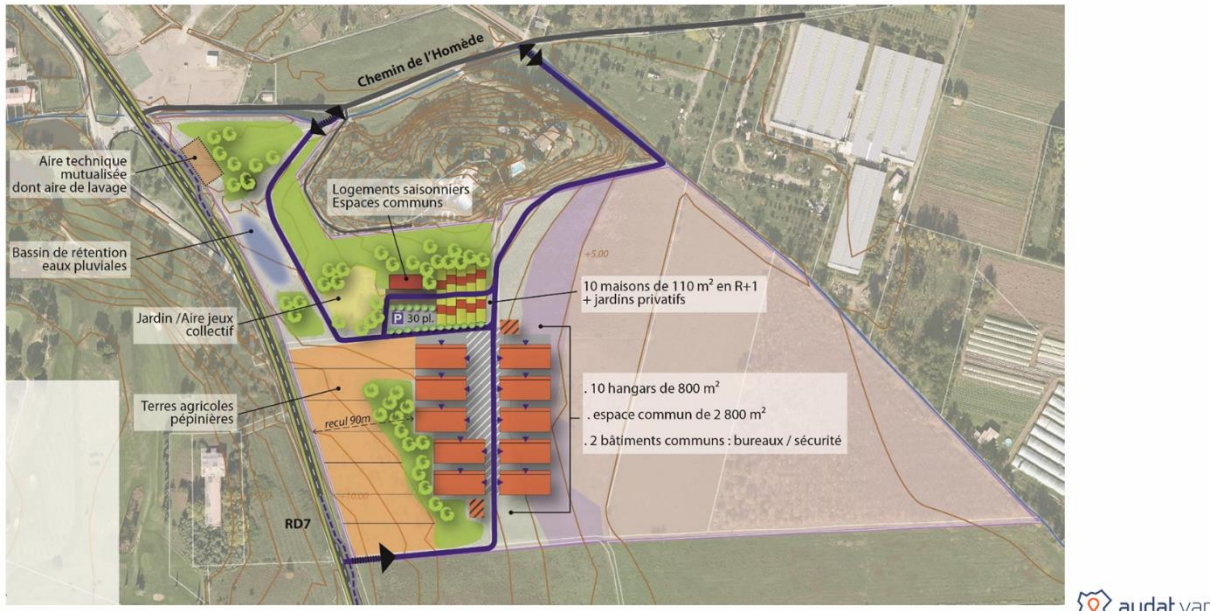 Chemin de l'Homède
Aire technique
mutualisée
dont aire de lavage
Logements saisonniers
Espaces communs
Bassin de rétention
eaux pluviales
+5.00
10 maisons de 110 m² en R+1
+ jardins privatifs
Jardin /Aire jeux
collectif
P 30 pl.
. 10 hangars de 800 m²
. espace commun de 2 800 m²
. 2 bâtiments communs : bureaux / sécurité
Terres agricoles
pépinières
recul 90m
+10.00
RD7
audat.var